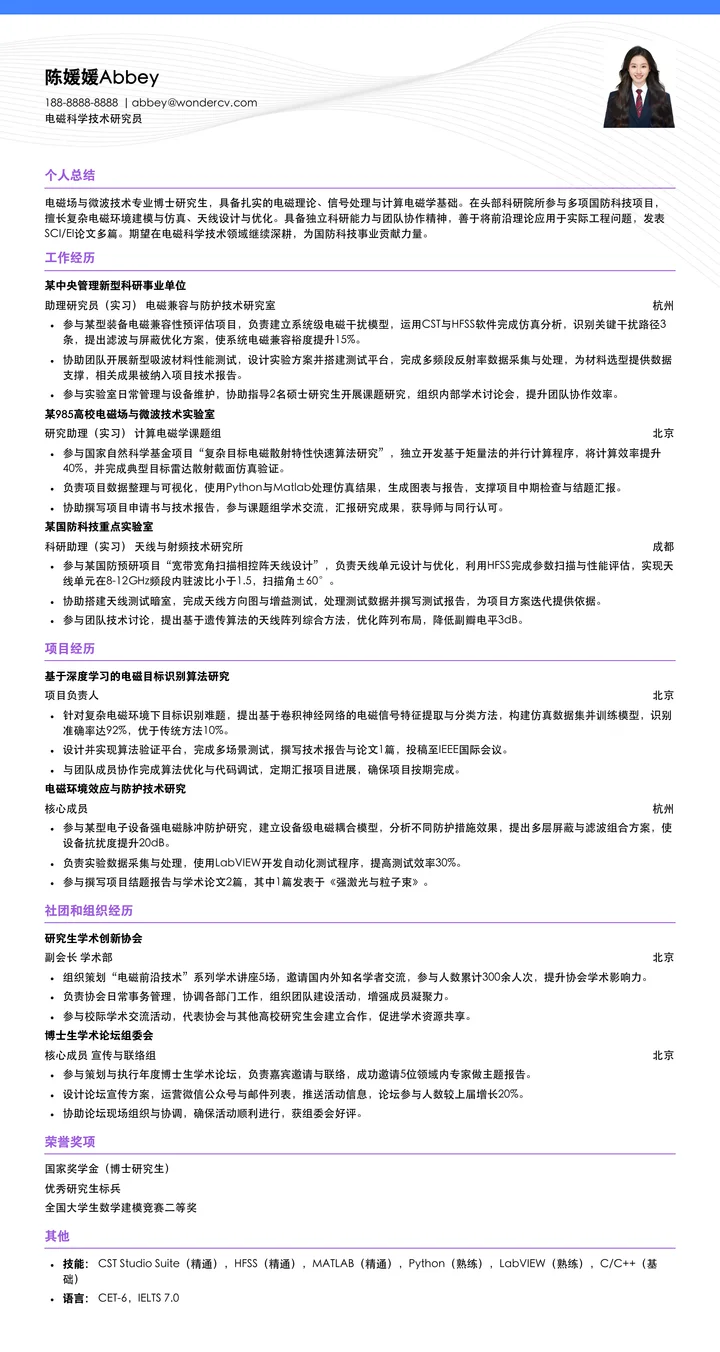 陈媛媛Abbey
188-8888-8888 | abbey@wondercv.com
电磁科学技术研究员
个人总结
电磁场与微波技术专业博士研究生，具备扎实的电磁理论、信号处理与计算电磁学基础。在头部科研院所参与多项国防科技项目，
擅长复杂电磁环境建模与仿真、天线设计与优化。具备独立科研能力与团队协作精神，善于将前沿理论应用于实际工程问题，发表
SCI/EI论文多篇。期望在电磁科学技术领域继续深耕，为国防科技事业贡献力量。
工作经历
某中央管理新型科研事业单位
助理研究员（实习） 电磁兼容与防护技术研究室 杭州
• 参与某型装备电磁兼容性预评估项目，负责建立系统级电磁干扰模型，运用CST与HFSS软件完成仿真分析，识别关键干扰路径3
条，提出滤波与屏蔽优化方案，使系统电磁兼容裕度提升15%。
• 协助团队开展新型吸波材料性能测试，设计实验方案并搭建测试平台，完成多频段反射率数据采集与处理，为材料选型提供数据
支撑，相关成果被纳入项目技术报告。
• 参与实验室日常管理与设备维护，协助指导2名硕士研究生开展课题研究，组织内部学术讨论会，提升团队协作效率。
某985高校电磁场与微波技术实验室
研究助理（实习） 计算电磁学课题组 北京
• 参与国家自然科学基金项目“复杂目标电磁散射特性快速算法研究”，独立开发基于矩量法的并行计算程序，将计算效率提升
40%，并完成典型目标雷达散射截面仿真验证。
• 负责项目数据整理与可视化，使用Python与Matlab处理仿真结果，生成图表与报告，支撑项目中期检查与结题汇报。
• 协助撰写项目申请书与技术报告，参与课题组学术交流，汇报研究成果，获导师与同行认可。
某国防科技重点实验室
科研助理（实习） 天线与射频技术研究所 成都
• 参与某国防预研项目“宽带宽角扫描相控阵天线设计”，负责天线单元设计与优化，利用HFSS完成参数扫描与性能评估，实现天
线单元在8-12GHz频段内驻波比小于1.5，扫描角±60°。
• 协助搭建天线测试暗室，完成天线方向图与增益测试，处理测试数据并撰写测试报告，为项目方案迭代提供依据。
• 参与团队技术讨论，提出基于遗传算法的天线阵列综合方法，优化阵列布局，降低副瓣电平3dB。
项目经历
基于深度学习的电磁目标识别算法研究
项目负责人 北京
• 针对复杂电磁环境下目标识别难题，提出基于卷积神经网络的电磁信号特征提取与分类方法，构建仿真数据集并训练模型，识别
准确率达92%，优于传统方法10%。
• 设计并实现算法验证平台，完成多场景测试，撰写技术报告与论文1篇，投稿至IEEE国际会议。
• 与团队成员协作完成算法优化与代码调试，定期汇报项目进展，确保项目按期完成。
电磁环境效应与防护技术研究
核心成员 杭州
• 参与某型电子设备强电磁脉冲防护研究，建立设备级电磁耦合模型，分析不同防护措施效果，提出多层屏蔽与滤波组合方案，使
设备抗扰度提升20dB。
• 负责实验数据采集与处理，使用LabVIEW开发自动化测试程序，提高测试效率30%。
• 参与撰写项目结题报告与学术论文2篇，其中1篇发表于《强激光与粒子束》。
社团和组织经历
研究生学术创新协会
副会长 学术部 北京
• 组织策划“电磁前沿技术”系列学术讲座5场，邀请国内外知名学者交流，参与人数累计300余人次，提升协会学术影响力。
• 负责协会日常事务管理，协调各部门工作，组织团队建设活动，增强成员凝聚力。
• 参与校际学术交流活动，代表协会与其他高校研究生会建立合作，促进学术资源共享。
博士生学术论坛组委会
核心成员 宣传与联络组 北京
• 参与策划与执行年度博士生学术论坛，负责嘉宾邀请与联络，成功邀请5位领域内专家做主题报告。
• 设计论坛宣传方案，运营微信公众号与邮件列表，推送活动信息，论坛参与人数较上届增长20%。
• 协助论坛现场组织与协调，确保活动顺利进行，获组委会好评。
荣誉奖项
国家奖学金（博士研究生）
优秀研究生标兵
全国大学生数学建模竞赛二等奖
其他
• 技能： CST Studio Suite（精通），HFSS（精通），MATLAB（精通），Python（熟练），LabVIEW（熟练），C/C++（基
础）
• 语言： CET-6，IELTS 7.0